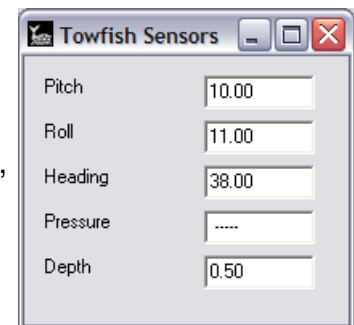 Towfish Sensors
Pitch 10.00
Roll 11.00
,
Heading 38.00
Pressure -----
Depth 0.50